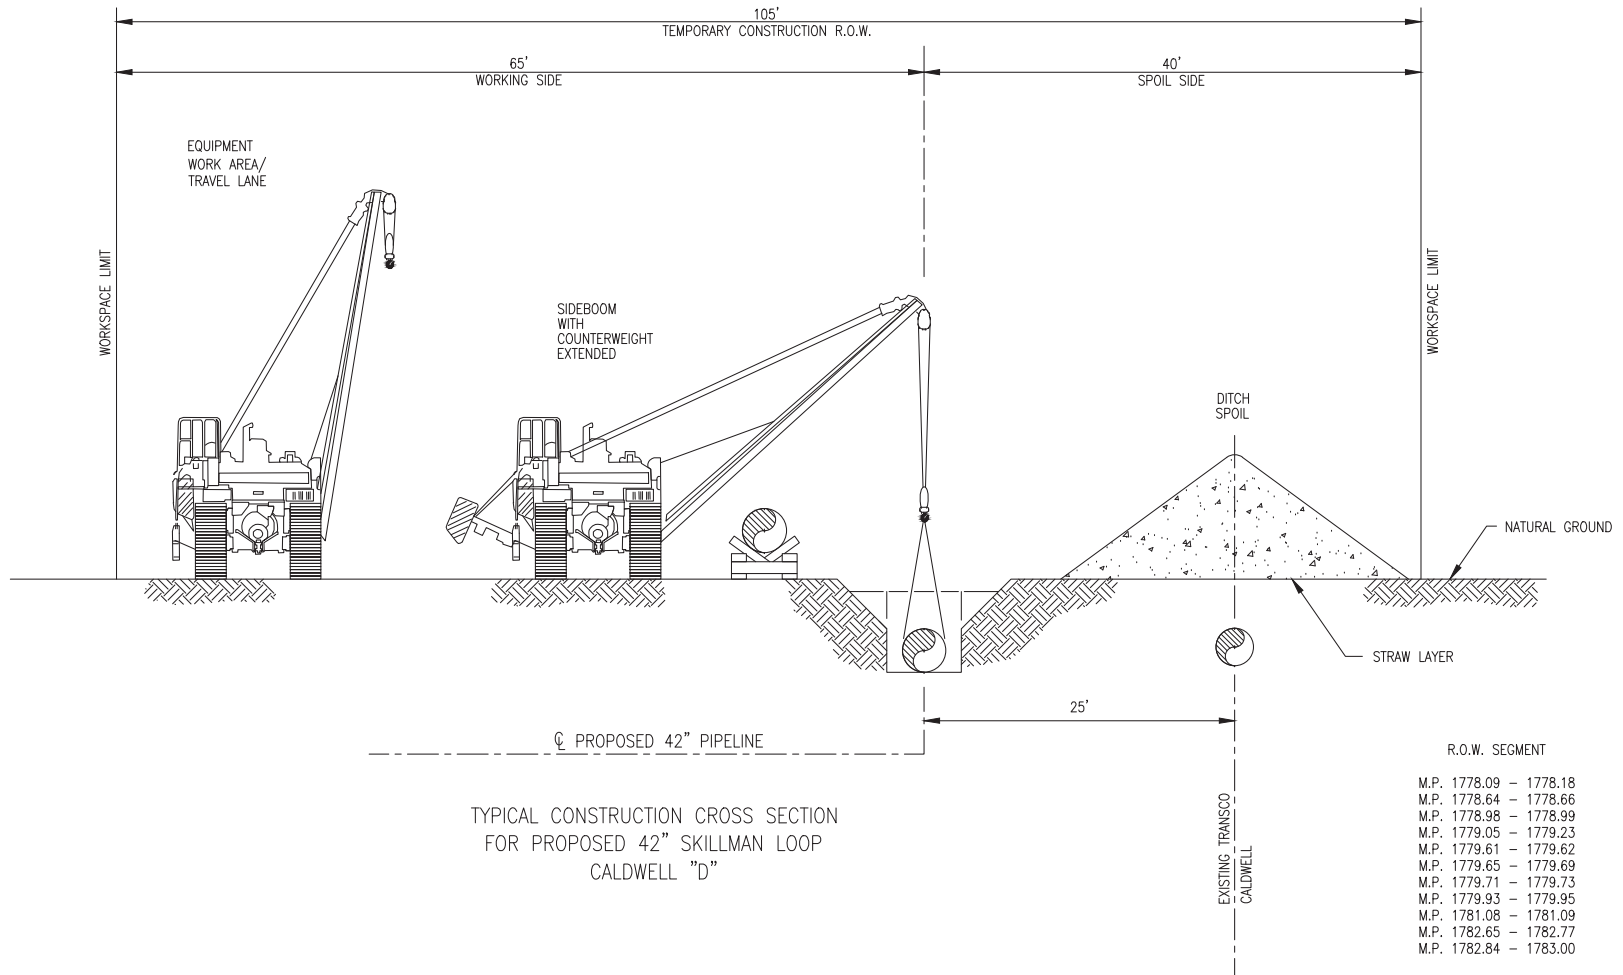 105'
TEMPORARY CONSTRUCTION R.O.W.
65'
WORKING SIDE
40'
SPOIL SIDE
EQUIPMENT
WORK AREA/
TRAVEL LANE
WORKSPACE LIMIT
SIDEBOOM
WITH
COUNTERWEIGHT
EXTENDED
WORKSPACE LIMIT
DITCH
SPOIL
NATURAL GROUND
STRAW LAYER
25'
℄ PROPOSED 42" PIPELINE
TYPICAL CONSTRUCTION CROSS SECTION
FOR PROPOSED 42" SKILLMAN LOOP
CALDWELL "D"
EXISTING TRANSCO
CALDWELL
R.O.W. SEGMENT
M.P. 1778.09 - 1778.18
M.P. 1778.64 - 1778.66
M.P. 1778.98 - 1778.99
M.P. 1779.05 - 1779.23
M.P. 1779.61 - 1779.62
M.P. 1779.65 - 1779.69
M.P. 1779.71 - 1779.73
M.P. 1779.93 - 1779.95
M.P. 1781.08 - 1781.09
M.P. 1782.65 - 1782.77
M.P. 1782.84 - 1783.00